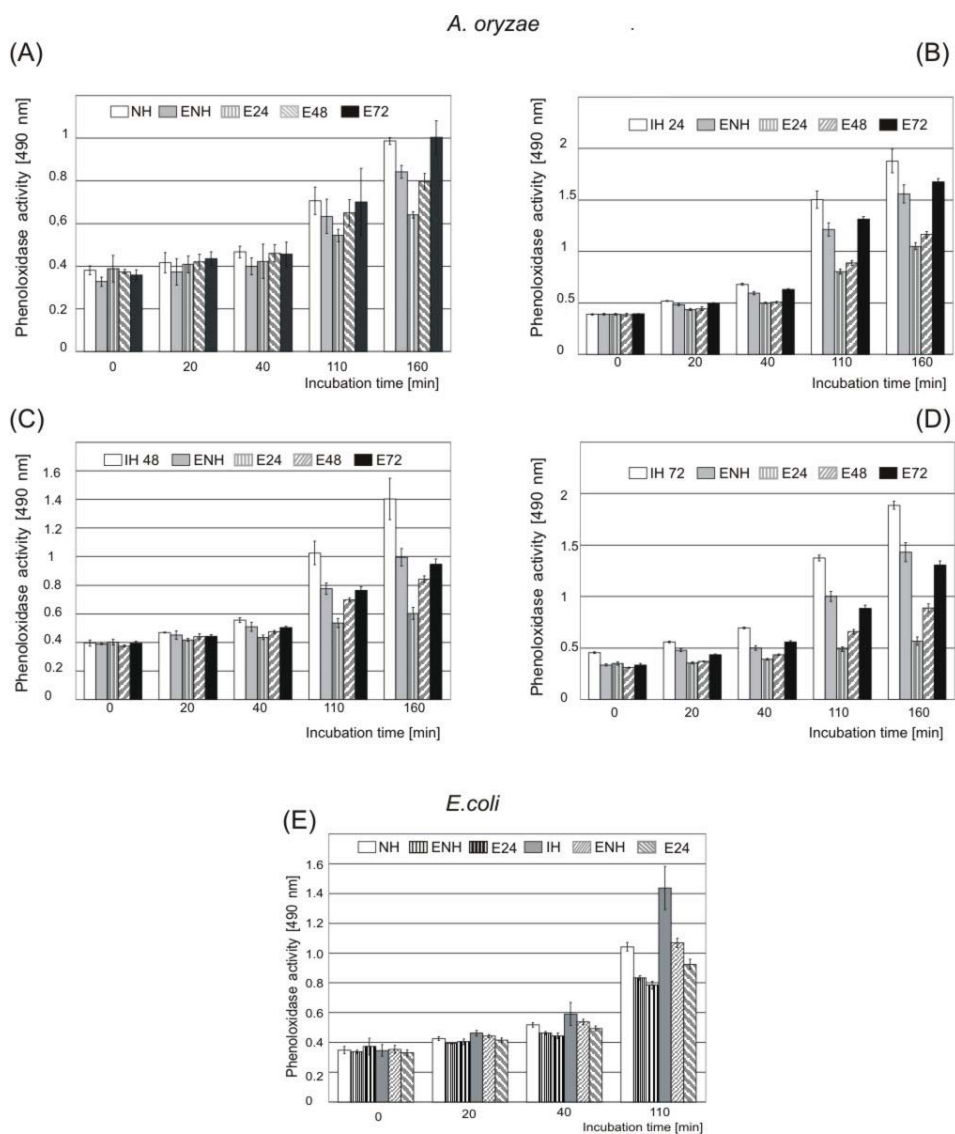 A. oryzae .
(A)
Phenoloxidase activity [490 nm]
NH ENH E24 E48 E72
1
0.8
0.6
0.4
0.2
0
0 20 40 110 160
Incubation time [min]
(B)
Phenoloxidase activity [490 nm]
IH 24 ENH E24 E48 E72
2
1.5
1
0.5
0
0 20 40 110 160
Incubation time [min]
(C)
Phenoloxidase activity [490 nm]
IH 48 ENH E24 E48 E72
1.6
1.4
1.2
1
0.8
0.6
0.4
0.2
0
0 20 40 110 160
Incubation time [min]
(D)
Phenoloxidase activity [490 nm]
IH 72 ENH E24 E48 E72
2
1.5
1
0.5
0
0 20 40 110 160
Incubation time [min]
E.coli
(E)
Phenoloxidase activity [490 nm]
NH ENH E24 IH ENH E24
1.6
1.4
1.2
1.0
0.8
0.6
0.4
0.2
0
0 20 40 110
Incubation time [min]